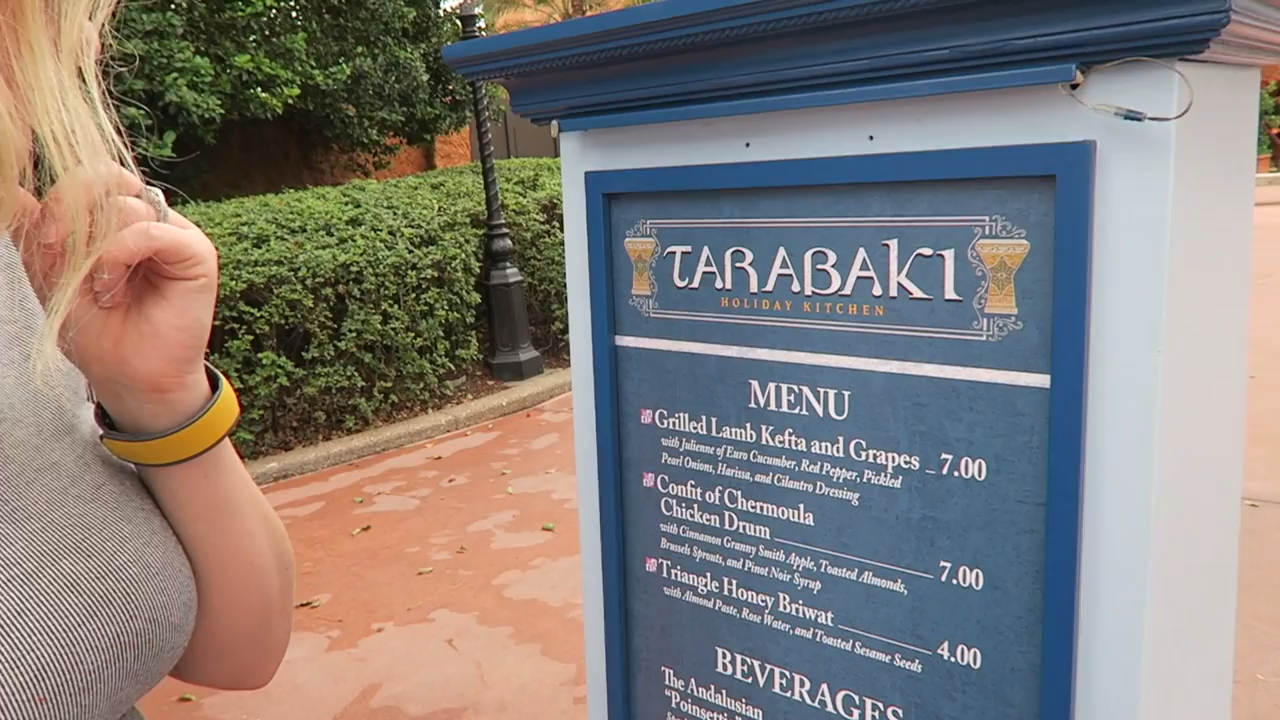 TARABAKI
HOLIDAY KITCHEN
MENU
Grilled Lamb Kefta and Grapes 7.00
with Julienne of Euro Cucumber, Red Pepper, Pickled
Pearl Onions, Harissa, and Cilantro Dressing
Confit of Chermoula
Chicken Drum 7.00
with Cinnamon Granny Smith Apple, Toasted Almonds,
Brussels Sprouts, and Pinot Noir Syrup
Triangle Honey Briwat 4.00
with Almond Paste, Rose Water, and Toasted Sesame Seeds
BEVERAGES
The Andalusian